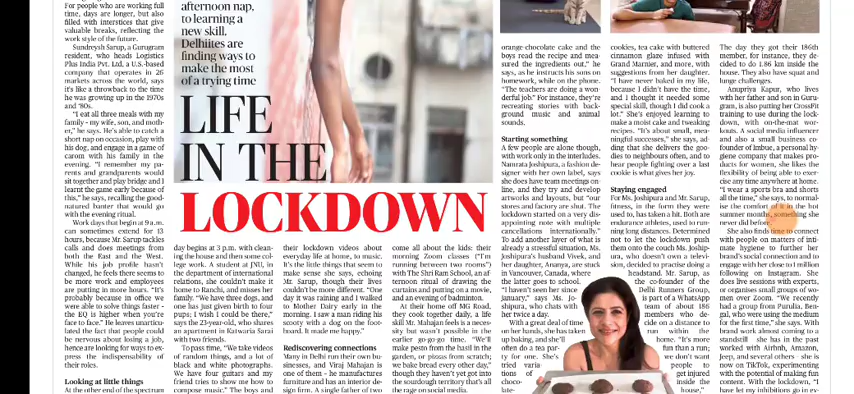 For people who are working full
time, days are longer, but also
filled with interstices that give
valuable breaks, reflecting the
work style of the future.
Sundreysh Sarup, a Gurugram
resident, who heads Logistics
Plus India Pvt. Ltd, a U.S.-based
company that operates in 26
markets across the world, says
it's like a throwback to the time
he was growing up in the 1970s
and '80s.
"I eat all three meals with my
family - my wife, son, and moth-
er," he says. He's able to catch a
short nap on occasion, play with
his dog, and engage in a game of
carom with his family in the
evening. "I remember my pa-
rents and grandparents would
sit together and play bridge and I
learnt the game early because of
this," he says, recalling the good-
natured banter that would go
with the evening ritual.
Work days that begin at 9 a.m.
can sometimes extend for 13
hours, because Mr. Sarup tackles
calls and does meetings from
both the East and the West.
While his job profile hasn't
changed, he feels there seems to
be more work and employees
are putting in more hours. "It's
probably because in office we
were able to solve things faster -
the EQ is higher when you're
face to face." He leaves unarticu-
lated the fact that people could
be nervous about losing a job,
hence are looking for ways to ex-
press the indispensability of
their roles.
Looking at little things
At the other end of the spectrum
afternoon nap,
to learning a
new skill,
Delhiites are
finding ways to
make the most
of a trying time
LIFE
IN THE
LOCKDOWN
day begins at 3 p.m. with clean-
ing the house and then some col-
lege work. A student at JNU, in
the department of international
relations, she couldn't make it
home to Ranchi, and misses her
family. "We have three dogs, and
one has just given birth to four
pups; I wish I could be there,"
says the 23-year-old, who shares
an apartment in Katwaria Sarai
with two friends.
To pass time, "We take videos
of random things, and a lot of
black and white photographs.
We have four guitars and my
friend tries to show me how to
compose music." The boys and
their lockdown videos about
everyday life at home, to music.
It's the little things that seem to
make sense she says, echoing
Mr. Sarup, though their lives
couldn't be more different. "One
day it was raining and I walked
to Mother Dairy early in the
morning. I saw a man riding his
scooty with a dog on the foot-
board. It made me happy."
Rediscovering connections
Many in Delhi run their own bu-
sinesses, and Viraj Mahajan is
one of them – he manufactures
furniture and has an interior de-
sign firm. A single father of two
come all about the kids: their
morning Zoom classes ("I'm
running between two rooms")
with The Shri Ram School, an af-
ternoon ritual of drawing the
curtains and putting on a movie,
and an evening of badminton.
At their home off MG Road,
they cook together daily, a life
skill Mr. Mahajan feels is a neces-
sity but wasn't possible in the
earlier go-go-go time. "We'll
make pesto from the basil in the
garden, or pizzas from scratch;
we bake bread every other day,"
though they haven't yet got into
the sourdough territory that's all
the rage on social media.
orange-chocolate cake and the
boys read the recipe and mea-
sured the ingredients out," he
says, as he instructs his sons on
homework, while on the phone.
"The teachers are doing a won-
derful job." For instance, they're
recreating stories with back-
ground music and animal
sounds.
Starting something
A few people are alone though,
with work only in the interludes.
Namrata Joshipura, a fashion de-
signer with her own label, says
she does have team meetings on-
line, and they try and develop
artworks and layouts, but "our
stores and factory are shut. The
lockdown started on a very dis-
appointing note with multiple
cancellations internationally."
To add another layer of what is
already a stressful situation, Ms.
Joshipura's husband Vivek, and
her daughter, Ananya, are stuck
in Vancouver, Canada, where
the latter goes to school.
"I haven't seen her since
January," says Ms. Jo-
shipura, who chats with
her twice a day.
With a great deal of time
on her hands, she has taken
up baking, and she'll
often do a tea par-
ty for one. She's
tried varia-
tions of
choco-
late-
cookies, tea cake with buttered
cinnamon glaze infused with
Grand Marnier, and more, with
suggestions from her daughter.
"I have never baked in my life,
because I didn't have the time,
and I thought it needed some
special skill, though I did cook a
lot." She's enjoyed learning to
make a moist cake and tweaking
recipes. "It's about small, mea-
ningful successes," she says, ad-
ding that she delivers the goo-
dies to neighbours often, and to
hear people fighting over a last
cookie is what gives her joy.
Staying engaged
For Ms. Joshipura and Mr. Sarup,
fitness, in the form they were
used to, has taken a hit. Both are
endurance athletes, used to run-
ning long distances. Determined
not to let the lockdown push
them onto the couch Ms. Joship-
ura, who doesn't own a televi-
sion, decided to practise doing a
headstand. Mr. Sarup, as
the co-founder of the
Delhi Runners Group,
is part of a WhatsApp
team of about 186
members who de-
cide on a distance to
run within the
home. "It's more
fun than a run;
we don't want
people to
get injured
inside the
house,"
The day they got their 186th
member, for instance, they de-
cided to do 1.86 km inside the
house. They also have squat and
lunge challenges.
Anupriya Kapur, who lives
with her father and son in Guru-
gram, is also putting her CrossFit
training to use during the lock-
down, with on-the-mat wor-
kouts. A social media influencer
and also a small business co-
founder of Imbue, a personal hy-
giene company that makes pro-
ducts for women, she likes the
flexibility of being able to exer-
cise any time anywhere at home.
"I wear a sports bra and shorts
all the time," she says, to normal-
ise the comfort of it in the hot
summer months, something she
never did before.
She also finds time to connect
with people on matters of inti-
mate hygiene to further her
brand's social connection and to
engage with her close to 1 million
following on Instagram. She
does live sessions with experts,
or organises small groups of wo-
men over Zoom. "We recently
had a group from Purulia, Ben-
gal, who were using the medium
for the first time," she says. With
brand work almost coming to a
standstill – she has in the past
worked with Airbnb, Amazon,
Jeep, and several others – she is
now on TikTok, experimenting
with the potential of making fun
content. With the lockdown, "I
have let my inhibitions go in ev-